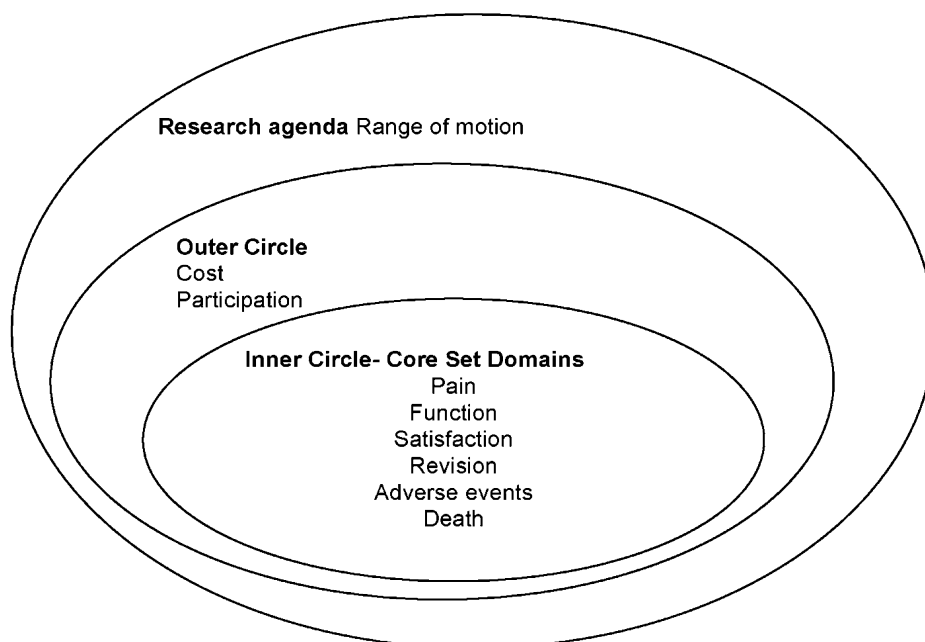 Research agenda Range of motion
Outer Circle
Cost
Participation
Inner Circle- Core Set Domains
Pain
Function
Satisfaction
Revision
Adverse events
Death